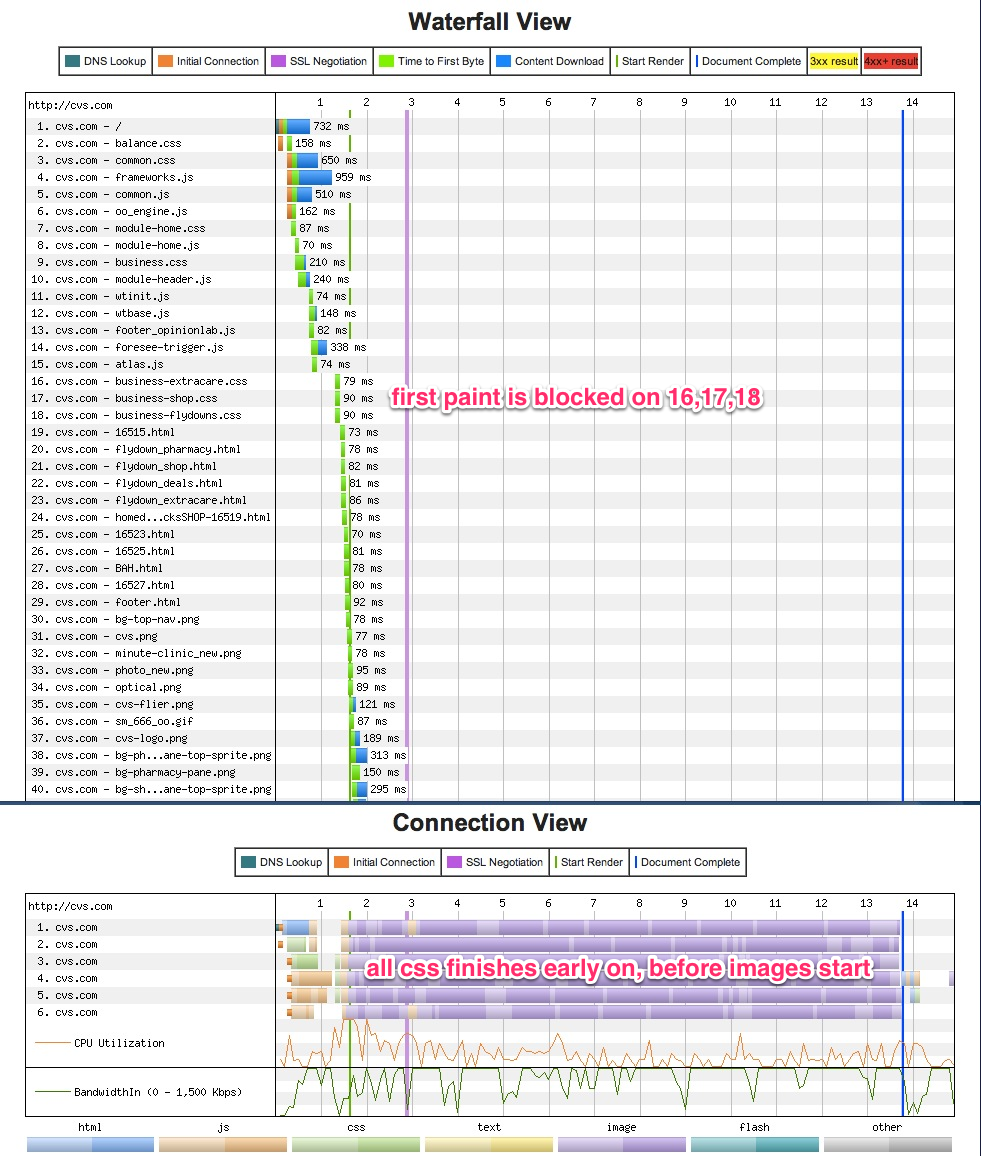 Waterfall View
DNS Lookup Initial Connection SSL Negotiation Time to First Byte Content Download Start Render Document Complete 3xx result 4xx+ result
http://cvs.com 1 2 3 4 5 6 7 8 9 10 11 12 13 14
1. cvs.com - / 732 ms
2. cvs.com - balance.css 158 ms
3. cvs.com - common.css 650 ms
4. cvs.com - frameworks.js 959 ms
5. cvs.com - common.js 510 ms
6. cvs.com - oo_engine.js 162 ms
7. cvs.com - module-home.css 87 ms
8. cvs.com - module-home.js 70 ms
9. cvs.com - business.css 210 ms
10. cvs.com - module-header.js 240 ms
11. cvs.com - wtinit.js 74 ms
12. cvs.com - wtbase.js 148 ms
13. cvs.com - footer_opinionlab.js 82 ms
14. cvs.com - foresee-trigger.js 338 ms
15. cvs.com - atlas.js 74 ms
16. cvs.com - business-extracare.css 79 ms
17. cvs.com - business-shop.css 90 ms first paint is blocked on 16,17,18
18. cvs.com - business-flydowns.css 90 ms
19. cvs.com - 16515.html 73 ms
20. cvs.com - flydown_pharmacy.html 78 ms
21. cvs.com - flydown_shop.html 82 ms
22. cvs.com - flydown_deals.html 81 ms
23. cvs.com - flydown_extracare.html 86 ms
24. cvs.com - homed...cksSHOP-16519.html 78 ms
25. cvs.com - 16523.html 70 ms
26. cvs.com - 16525.html 81 ms
27. cvs.com - BAH.html 78 ms
28. cvs.com - 16527.html 80 ms
29. cvs.com - footer.html 92 ms
30. cvs.com - bg-top-nav.png 78 ms
31. cvs.com - cvs.png 77 ms
32. cvs.com - minute-clinic_new.png 78 ms
33. cvs.com - photo_new.png 95 ms
34. cvs.com - optical.png 89 ms
35. cvs.com - cvs-flier.png 121 ms
36. cvs.com - sm_666_oo.gif 87 ms
37. cvs.com - cvs-logo.png 189 ms
38. cvs.com - bg-ph...ane-top-sprite.png 313 ms
39. cvs.com - bg-pharmacy-pane.png 150 ms
40. cvs.com - bg-sh...ane-top-sprite.png 295 ms
Connection View
DNS Lookup Initial Connection SSL Negotiation Start Render Document Complete
http://cvs.com 1 2 3 4 5 6 7 8 9 10 11 12 13 14
1. cvs.com
2. cvs.com
3. cvs.com all css finishes early on, before images start
4. cvs.com
5. cvs.com
6. cvs.com
CPU Utilization
BandwidthIn (0 - 1,500 Kbps)
html js css text image flash other